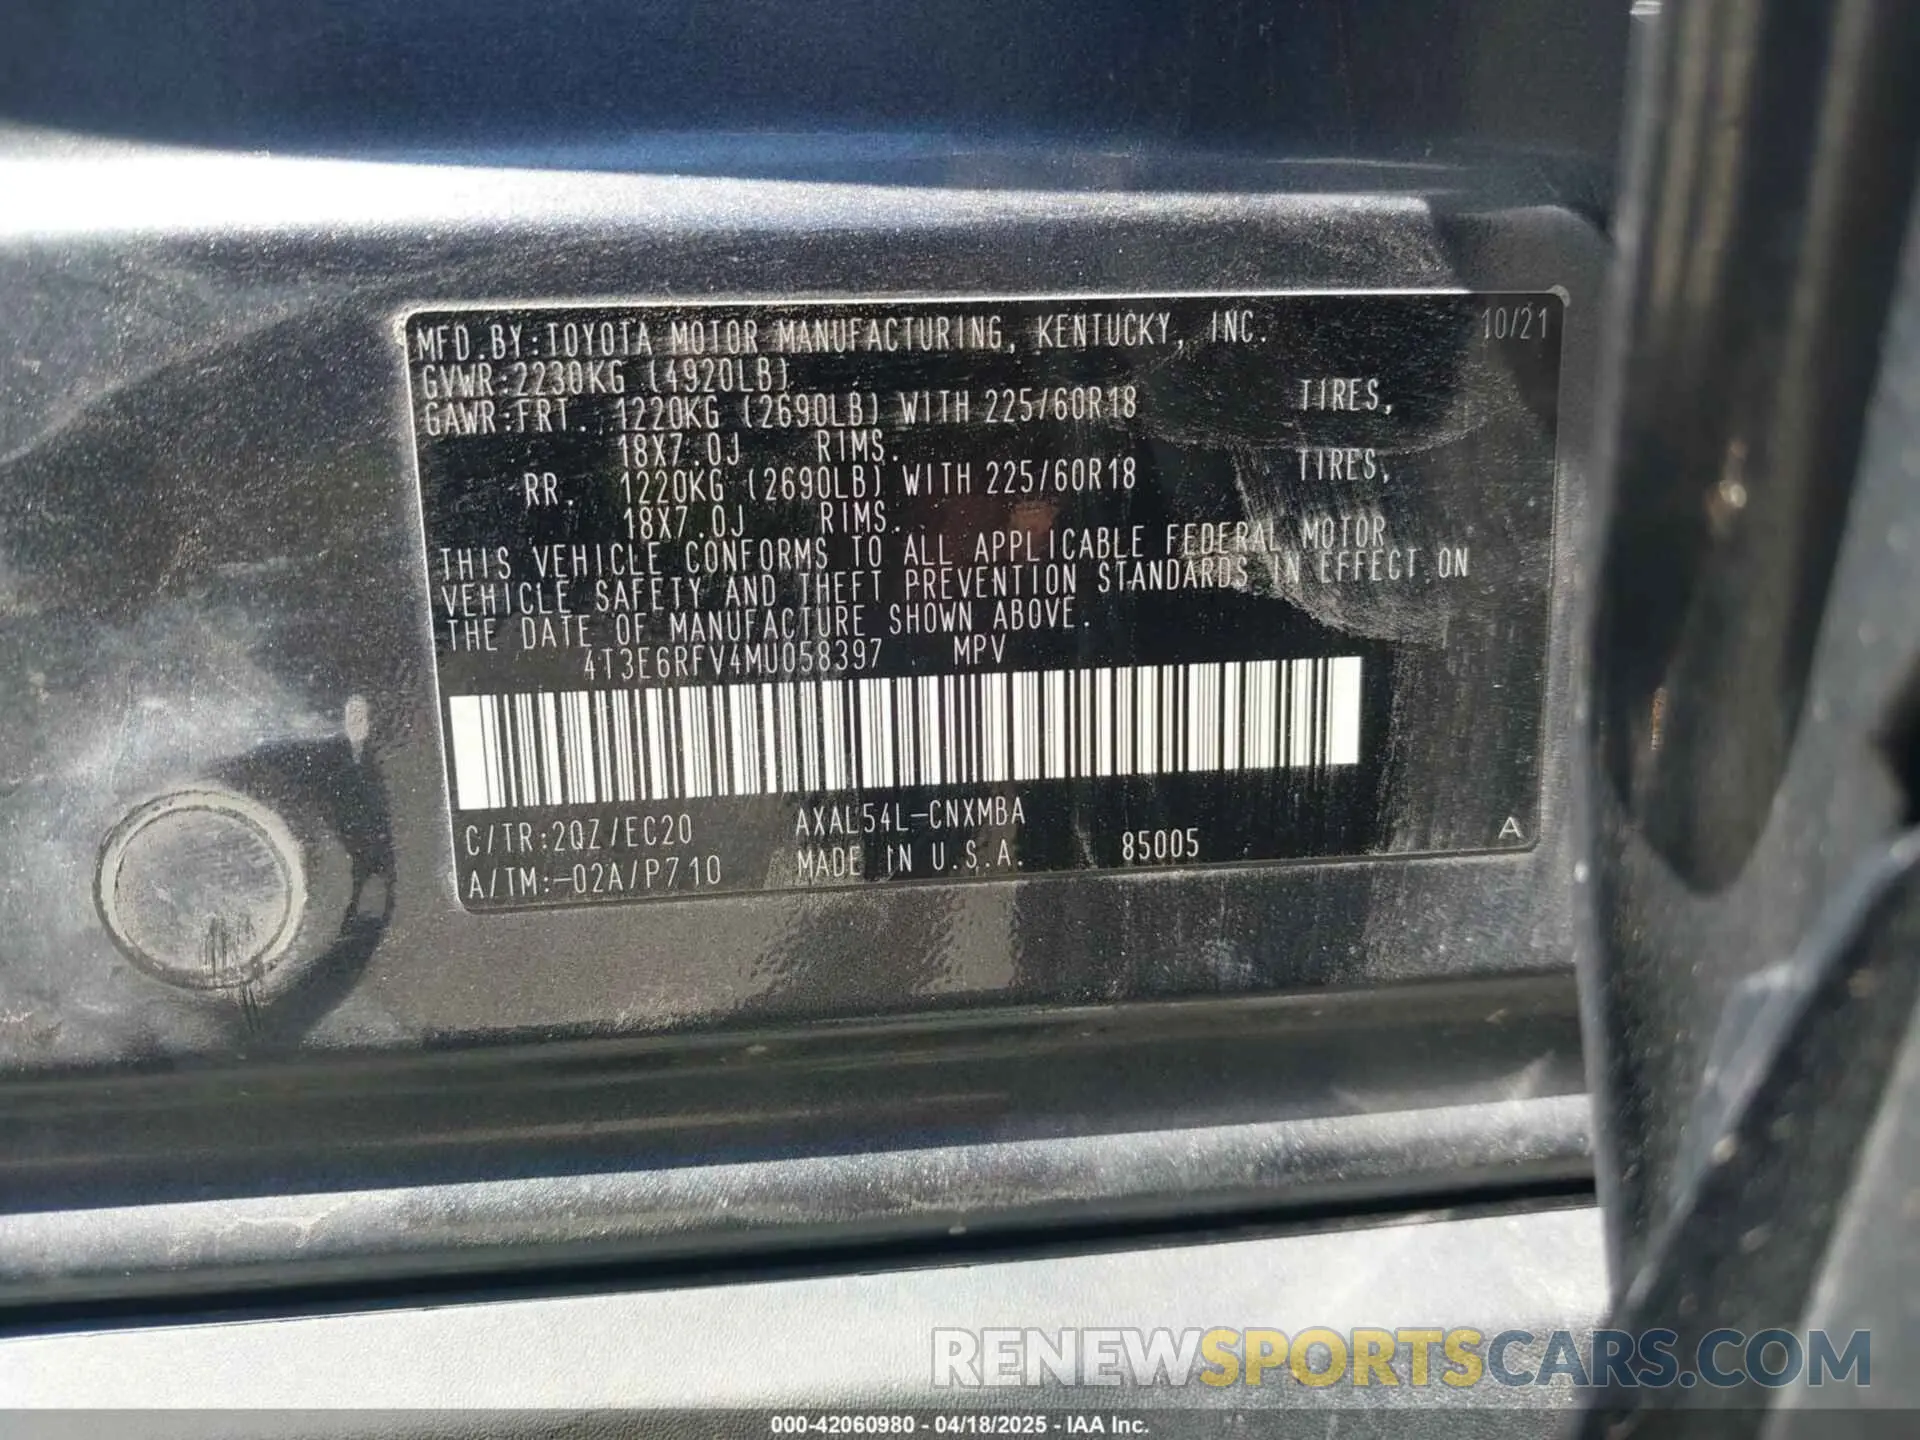 MFD.BY:TOYOTA MOTOR MANUFACTURING, KENTUCKY, INC. 10/21
GVWR:2230KG (4920LB)
GAWR:FRT. 1220KG (2690LB) WITH 225/60R18 TIRES,
18X7.0J RIMS.
RR. 1220KG (2690LB) WITH 225/60R18 TIRES,
18X7.0J RIMS.
THIS VEHICLE CONFORMS TO ALL APPLICABLE FEDERAL MOTOR
VEHICLE SAFETY AND THEFT PREVENTION STANDARDS IN EFFECT ON
THE DATE OF MANUFACTURE SHOWN ABOVE.
4T3E6RFV4MU058397 MPV
C/TR:2QZ/EC20 AXAL54L-CNXMBA
A/TM:-02A/P710 MADE IN U.S.A. 85005 A
RENEWSPORTSCARS.COM
000-42060980 - 04/18/2025 - IAA Inc.